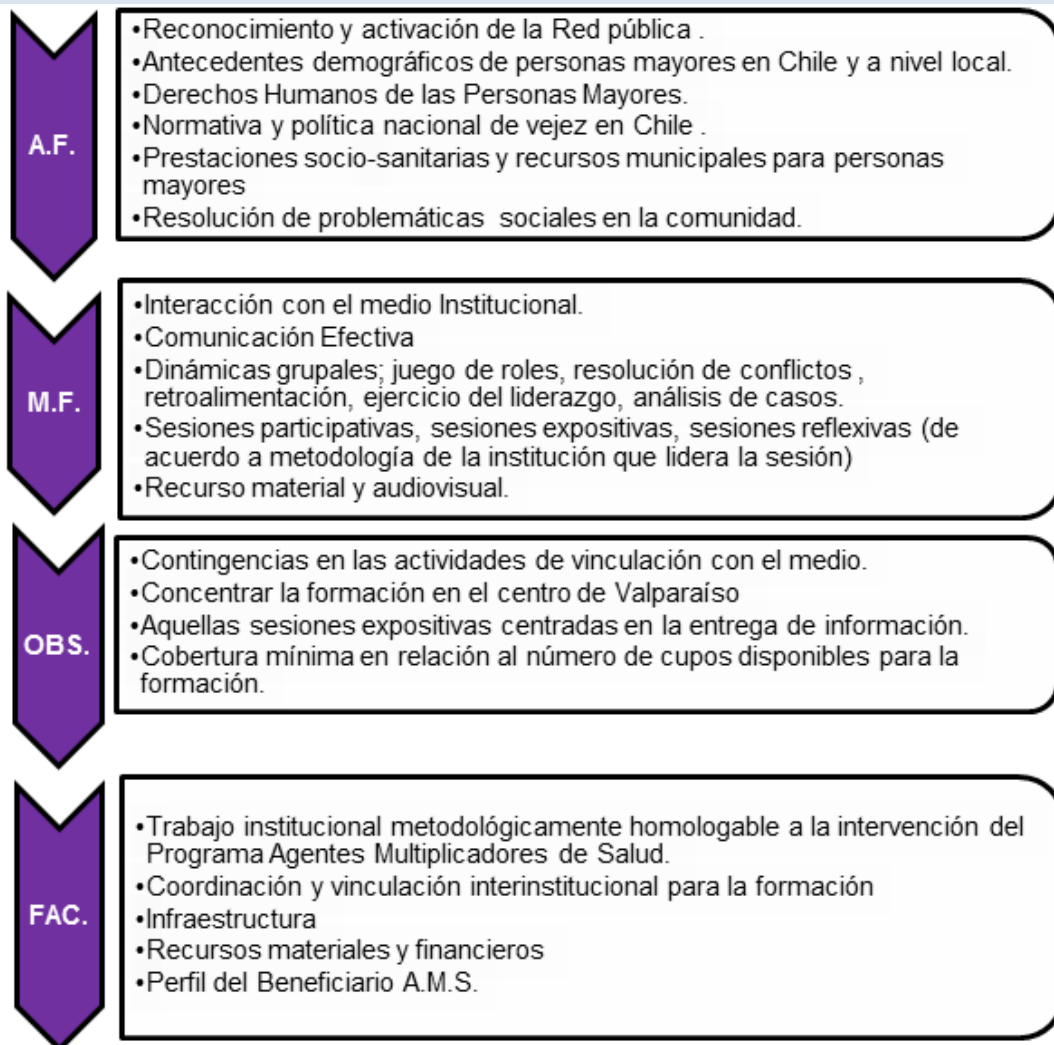 A.F.
•Reconocimiento y activación de la Red pública .
•Antecedentes demográficos de personas mayores en Chile y a nivel local.
•Derechos Humanos de las Personas Mayores.
•Normativa y política nacional de vejez en Chile .
•Prestaciones socio-sanitarias y recursos municipales para personas
mayores
•Resolución de problemáticas sociales en la comunidad.
M.F.
•Interacción con el medio Institucional.
•Comunicación Efectiva
•Dinámicas grupales; juego de roles, resolución de conflictos ,
retroalimentación, ejercicio del liderazgo, análisis de casos.
•Sesiones participativas, sesiones expositivas, sesiones reflexivas (de
acuerdo a metodología de la institución que lidera la sesión)
•Recurso material y audiovisual.
OBS.
•Contingencias en las actividades de vinculación con el medio.
•Concentrar la formación en el centro de Valparaíso
•Aquellas sesiones expositivas centradas en la entrega de información.
•Cobertura mínima en relación al número de cupos disponibles para la
formación.
FAC.
•Trabajo institucional metodológicamente homologable a la intervención del
Programa Agentes Multiplicadores de Salud.
•Coordinación y vinculación interinstitucional para la formación
•Infraestructura
•Recursos materiales y financieros
•Perfil del Beneficiario A.M.S.